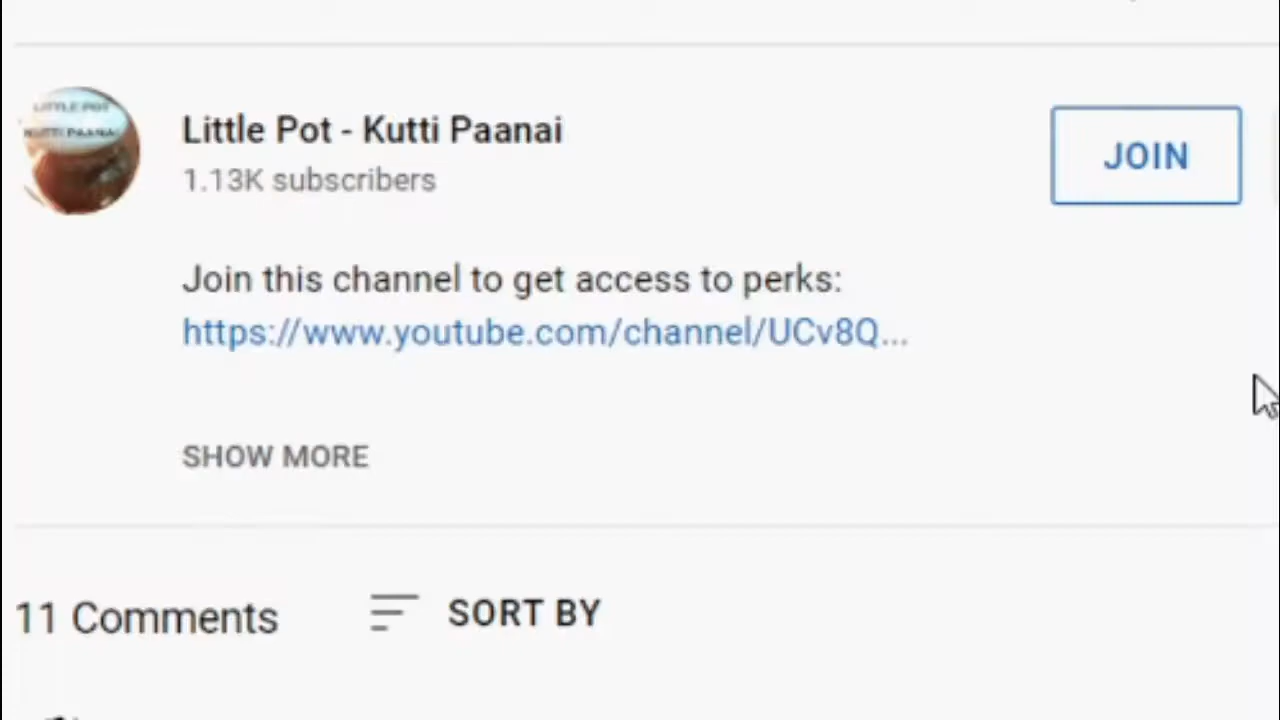 LITTLE POT
KUTTI PAANAI
Little Pot - Kutti Paanai
1.13K subscribers
JOIN
Join this channel to get access to perks:
https://www.youtube.com/channel/UCv8Q...
SHOW MORE
11 Comments
SORT BY